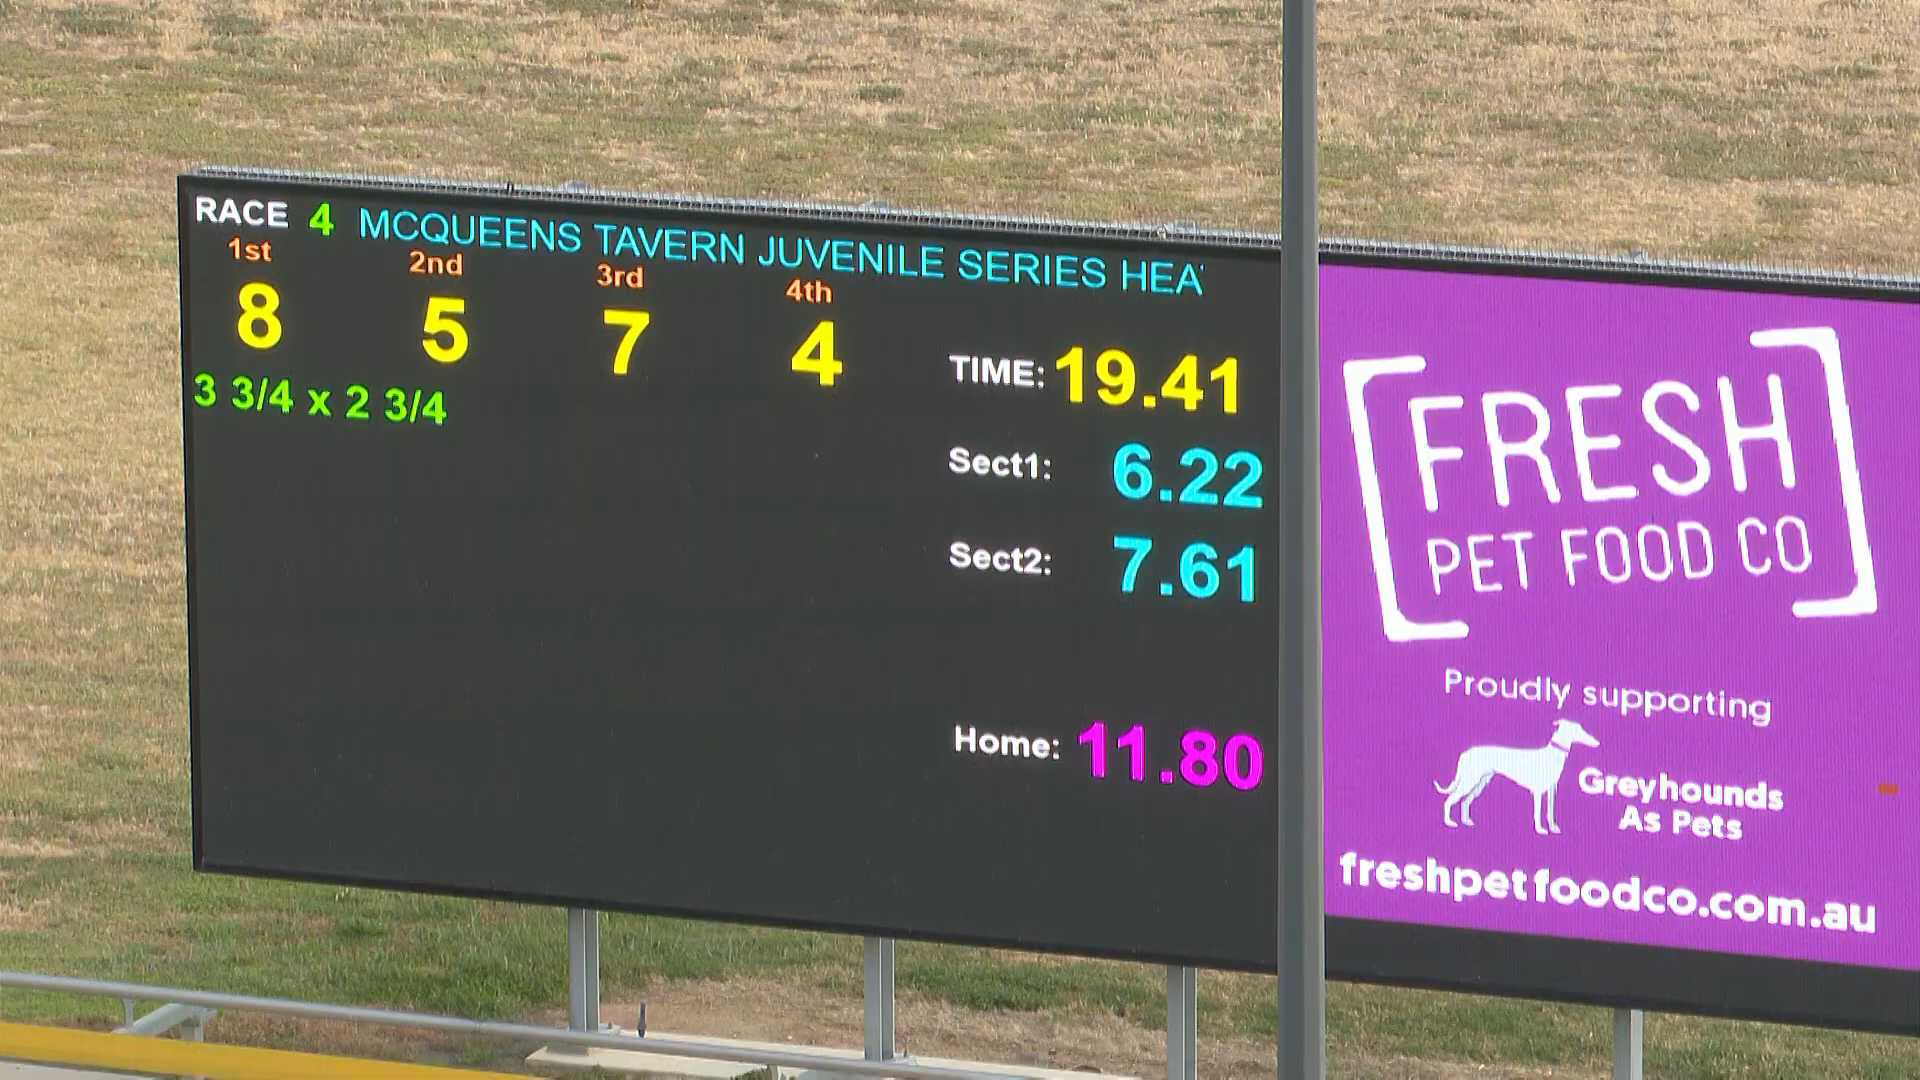 RACE 4 MCQUEENS TAVERN JUVENILE SERIES HEA
1st 2nd 3rd 4th
8 5 7 4
3 3/4 x 2 3/4
TIME: 19.41
Sect1: 6.22
Sect2: 7.61
Home: 11.80
FRESH
PET FOOD CO
Proudly supporting
Greyhounds
As Pets
freshpetfoodco.com.au